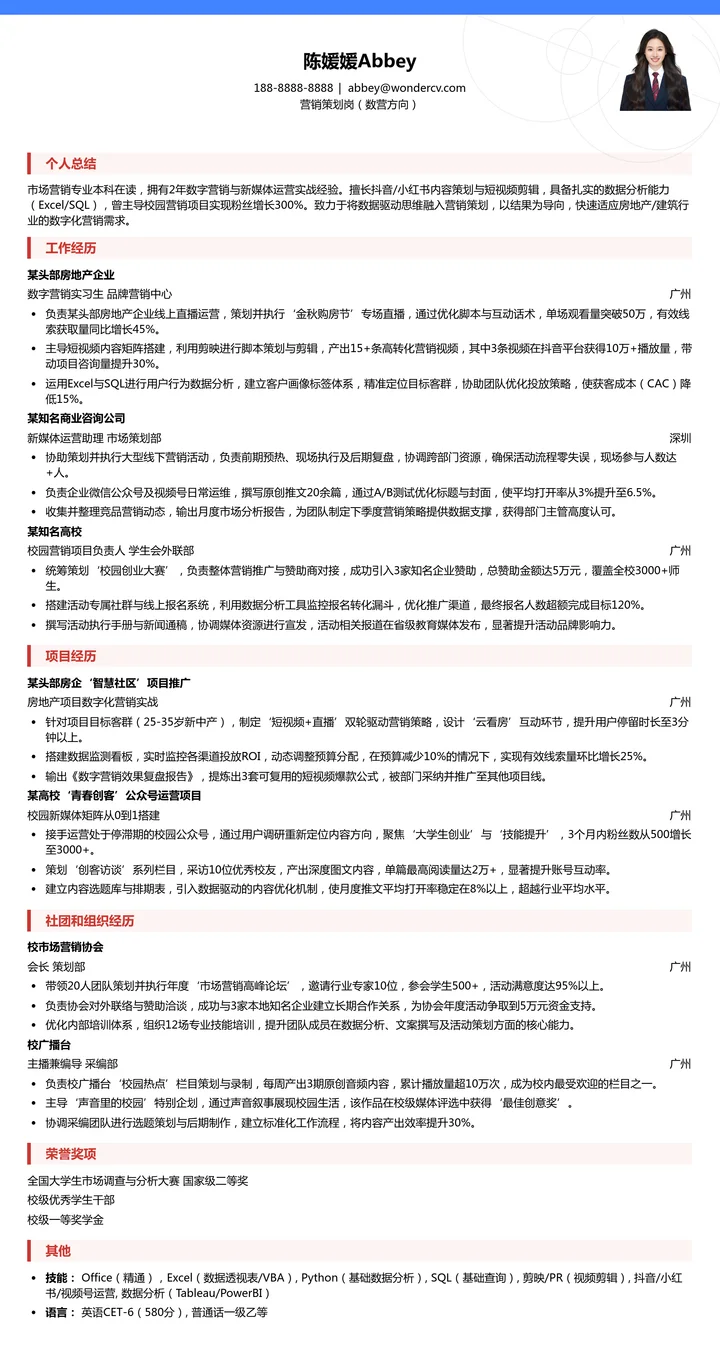 陈媛媛Abbey
188-8888-8888 | abbey@wondercv.com
营销策划岗（数营方向）
个人总结
市场营销专业本科在读，拥有2年数字营销与新媒体运营实战经验。擅长抖音/小红书内容策划与短视频剪辑，具备扎实的数据分析能力
（Excel/SQL），曾主导校园营销项目实现粉丝增长300%。致力于将数据驱动思维融入营销策划，以结果为导向，快速适应房地产/建筑行
业的数字化营销需求。
工作经历
某头部房地产企业
数字营销实习生 品牌营销中心 广州
• 负责某头部房地产企业线上直播运营，策划并执行‘金秋购房节’专场直播，通过优化脚本与互动话术，单场观看量突破50万，有效线
索获取量同比增长45%。
• 主导短视频内容矩阵搭建，利用剪映进行脚本策划与剪辑，产出15+条高转化营销视频，其中3条视频在抖音平台获得10万+播放量，带
动项目咨询量提升30%。
• 运用Excel与SQL进行用户行为数据分析，建立客户画像标签体系，精准定位目标客群，协助团队优化投放策略，使获客成本（CAC）降
低15%。
某知名商业咨询公司
新媒体运营助理 市场策划部 深圳
• 协助策划并执行大型线下营销活动，负责前期预热、现场执行及后期复盘，协调跨部门资源，确保活动流程零失误，现场参与人数达
+人。
• 负责企业微信公众号及视频号日常运维，撰写原创推文20余篇，通过A/B测试优化标题与封面，使平均打开率从3%提升至6.5%。
• 收集并整理竞品营销动态，输出月度市场分析报告，为团队制定下季度营销策略提供数据支撑，获得部门主管高度认可。
某知名高校
校园营销项目负责人 学生会外联部 广州
• 统筹策划‘校园创业大赛’，负责整体营销推广与赞助商对接，成功引入3家知名企业赞助，总赞助金额达5万元，覆盖全校3000+师
生。
• 搭建活动专属社群与线上报名系统，利用数据分析工具监控报名转化漏斗，优化推广渠道，最终报名人数超额完成目标120%。
• 撰写活动执行手册与新闻通稿，协调媒体资源进行宣发，活动相关报道在省级教育媒体发布，显著提升活动品牌影响力。
项目经历
某头部房企‘智慧社区’项目推广
房地产项目数字化营销实战 广州
• 针对项目目标客群（25-35岁新中产），制定‘短视频+直播’双轮驱动营销策略，设计‘云看房’互动环节，提升用户停留时长至3分
钟以上。
• 搭建数据监测看板，实时监控各渠道投放ROI，动态调整预算分配，在预算减少10%的情况下，实现有效线索量环比增长25%。
• 输出《数字营销效果复盘报告》，提炼出3套可复用的短视频爆款公式，被部门采纳并推广至其他项目线。
某高校‘青春创客’公众号运营项目
校园新媒体矩阵从0到1搭建 广州
• 接手运营处于停滞期的校园公众号，通过用户调研重新定位内容方向，聚焦‘大学生创业’与‘技能提升’，3个月内粉丝数从500增长
至3000+。
• 策划‘创客访谈’系列栏目，采访10位优秀校友，产出深度图文内容，单篇最高阅读量达2万+，显著提升账号互动率。
• 建立内容选题库与排期表，引入数据驱动的内容优化机制，使月度推文平均打开率稳定在8%以上，超越行业平均水平。
社团和组织经历
校市场营销协会
会长 策划部 广州
• 带领20人团队策划并执行年度‘市场营销高峰论坛’，邀请行业专家10位，参会学生500+，活动满意度达95%以上。
• 负责协会对外联络与赞助洽谈，成功与3家本地知名企业建立长期合作关系，为协会年度活动争取到5万元资金支持。
• 优化内部培训体系，组织12场专业技能培训，提升团队成员在数据分析、文案撰写及活动策划方面的核心能力。
校广播台
主播兼编导 采编部 广州
• 负责校广播台‘校园热点’栏目策划与录制，每周产出3期原创音频内容，累计播放量超10万次，成为校内最受欢迎的栏目之一。
• 主导‘声音里的校园’特别企划，通过声音叙事展现校园生活，该作品在校级媒体评选中获得‘最佳创意奖’。
• 协调采编团队进行选题策划与后期制作，建立标准化工作流程，将内容产出效率提升30%。
荣誉奖项
全国大学生市场调查与分析大赛 国家级二等奖
校级优秀学生干部
校级一等奖学金
其他
• 技能： Office（精通），Excel（数据透视表/VBA）, Python（基础数据分析）, SQL（基础查询）, 剪映/PR（视频剪辑）, 抖音/小红
书/视频号运营, 数据分析（Tableau/PowerBI）
• 语言： 英语CET-6（580分）, 普通话一级乙等